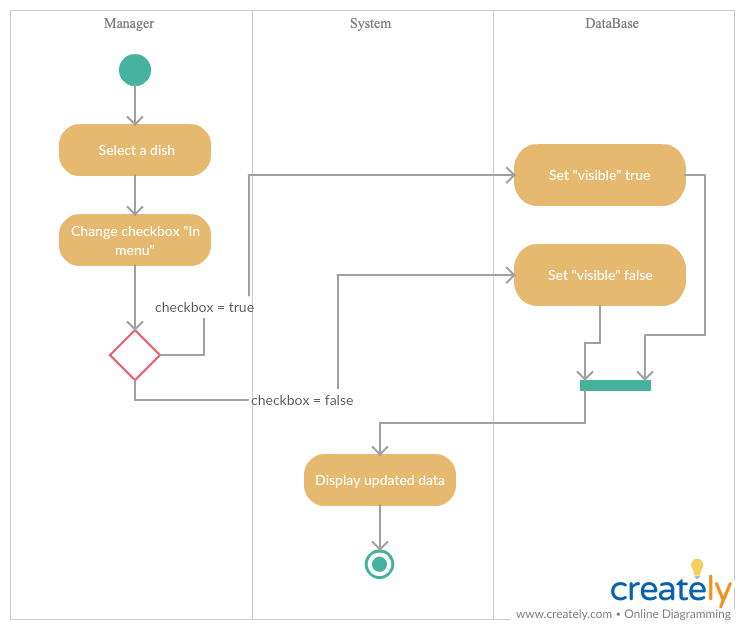 Manager
System
DataBase
Select a dish
Set "visible" true
Change checkbox "In
menu"
Set "visible" false
checkbox = true
checkbox = false
Display updated data
creately
www.creately.com • Online Diagramming